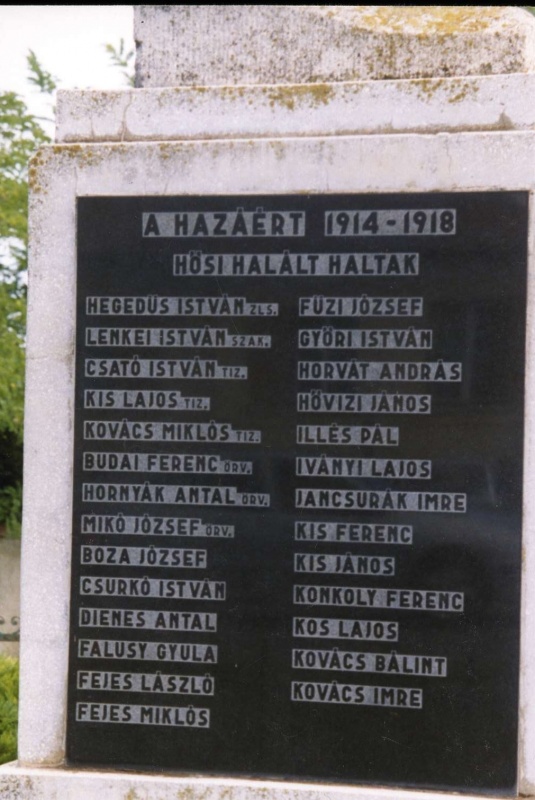 A HAZÁÉRT 1914-1918
HŐSI HALÁLT HALTAK
HEGEDŰS ISTVÁN ZLS.
LENKEI ISTVÁN SZAK.
CSATÓ ISTVÁN TIZ.
KIS LAJOS TIZ.
KOVÁCS MIKLÓS TIZ.
BUDAI FERENC ŐRV.
HORNYÁK ANTAL ŐRV.
MIKÓ JÓZSEF ŐRV.
BOZA JÓZSEF
CSURKÓ ISTVÁN
DIENES ANTAL
FALUSY GYULA
FEJES LÁSZLÓ
FEJES MIKLÓS
FÜZI JÓZSEF
GYŐRI ISTVÁN
HORVÁT ANDRÁS
HŐVIZI JÁNOS
ILLÉS PÁL
IVÁNYI LAJOS
JANCSURÁK IMRE
KIS FERENC
KIS JÁNOS
KONKOLY FERENC
KOS LAJOS
KOVÁCS BÁLINT
KOVÁCS IMRE